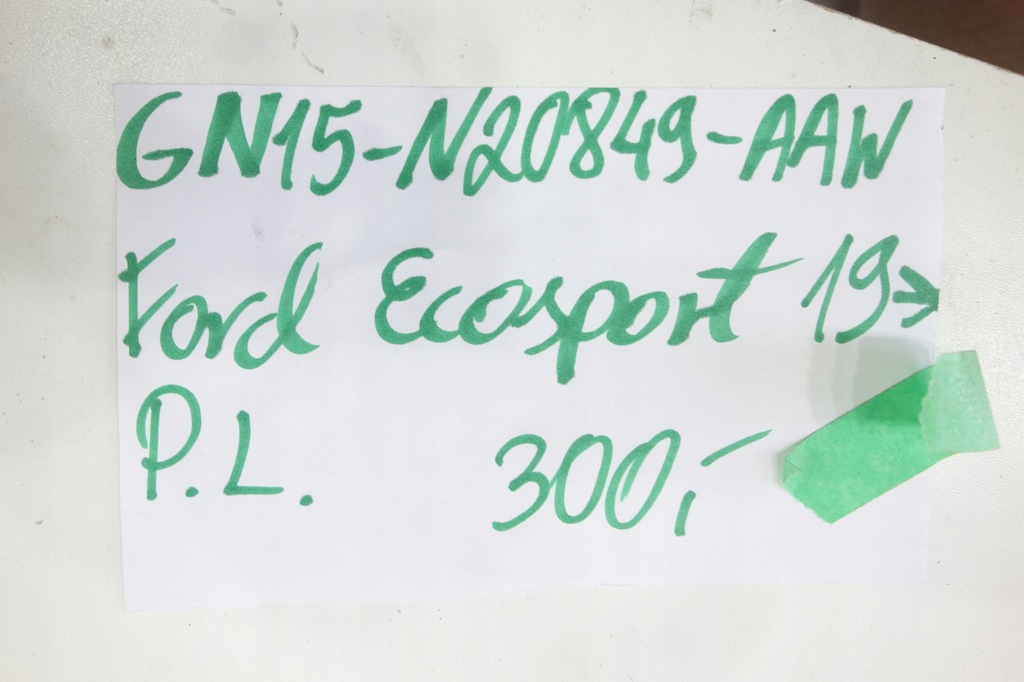 GN15-N20849-AAW
Ford Ecosport 19→
P.L. 300,-